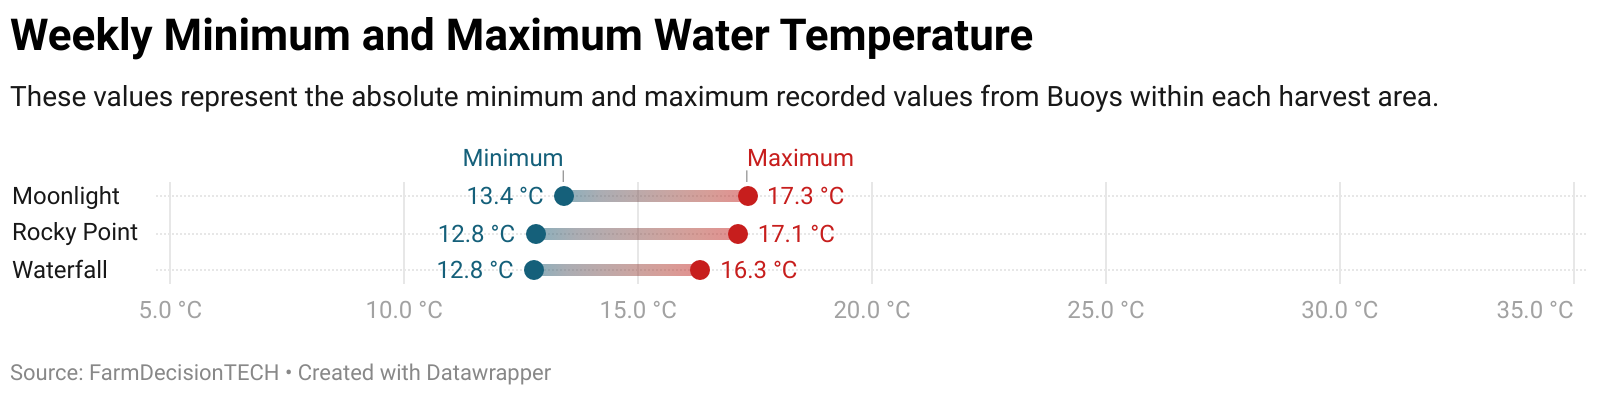 Weekly Minimum and Maximum Water Temperature
These values represent the absolute minimum and maximum recorded values from Buoys within each harvest area.
Minimum Maximum
Moonlight 13.4 °C 17.3 °C
Rocky Point 12.8 °C 17.1 °C
Waterfall 12.8 °C 16.3 °C
5.0 °C 10.0 °C 15.0 °C 20.0 °C 25.0 °C 30.0 °C 35.0 °C
Source: FarmDecisionTECH • Created with Datawrapper